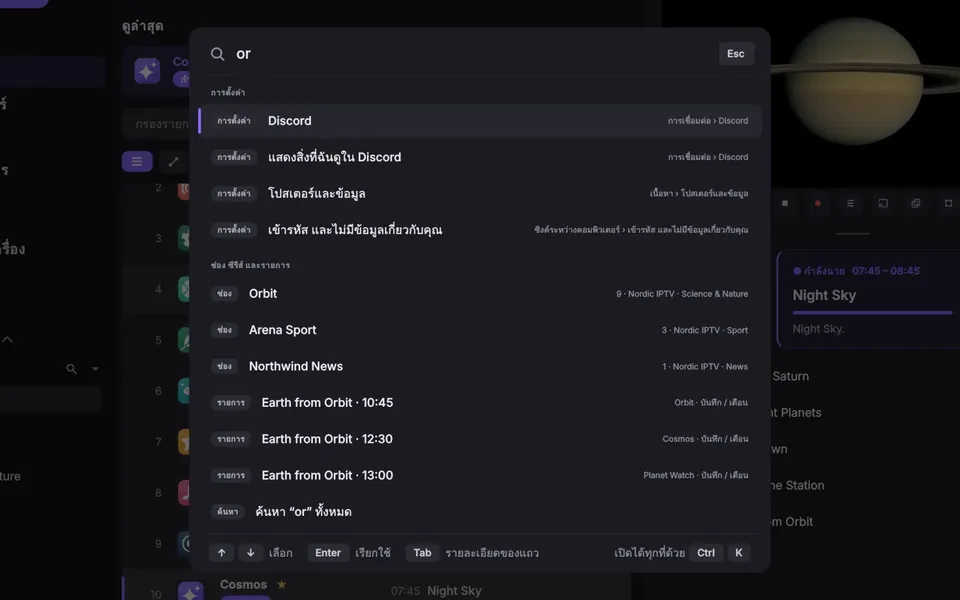 ดูล่าสุด
or
Esc
การตั้งค่า
การตั้งค่า Discord การเชื่อมต่อ › Discord
การตั้งค่า แสดงสิ่งที่ฉันดูใน Discord การเชื่อมต่อ › Discord
การตั้งค่า โปสเตอร์และข้อมูล เนื้อหา › โปสเตอร์และข้อมูล
การตั้งค่า เข้ารหัส และไม่มีข้อมูลเกี่ยวกับคุณ ซิงค์ระหว่างคอมพิวเตอร์ › เข้ารหัส และไม่มีข้อมูลเกี่ยวกับคุณ
ช่อง ซีรีส์ และรายการ
ช่อง Orbit 9 · Nordic IPTV · Science & Nature
ช่อง Arena Sport 3 · Nordic IPTV · Sport
ช่อง Northwind News 1 · Nordic IPTV · News
รายการ Earth from Orbit · 10:45 Orbit · บันทึก / เตือน
รายการ Earth from Orbit · 12:30 Cosmos · บันทึก / เตือน
รายการ Earth from Orbit · 13:00 Planet Watch · บันทึก / เตือน
ค้นหา ค้นหา “or” ทั้งหมด
↑ ↓ เลือก Enter เรียกใช้ Tab รายละเอียดของแถว เปิดได้ทุกที่ด้วย Ctrl K
2
3
4
5
6
7
8
9
10 Cosmos ★ 07:45 Night Sky
กำลังฉาย 07:45 – 08:45
Night Sky
Night Sky.
Saturn
Planets
Station
Orbit